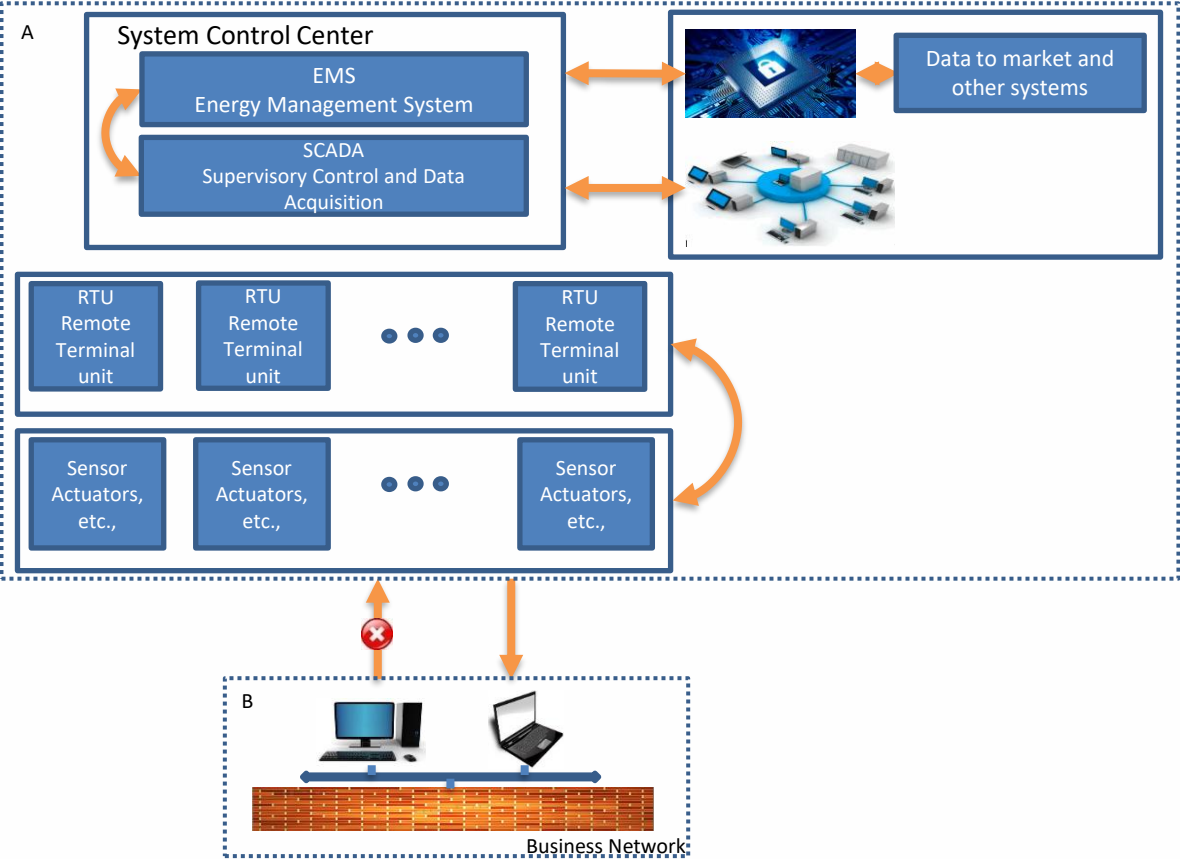 A
System Control Center
EMS
Energy Management System
SCADA
Supervisory Control and Data
Acquisition
Data to market and
other systems
RTU
Remote
Terminal
unit
RTU
Remote
Terminal
unit
RTU
Remote
Terminal
unit
Sensor
Actuators,
etc.,
Sensor
Actuators,
etc.,
Sensor
Actuators,
etc.,
B
Business Network